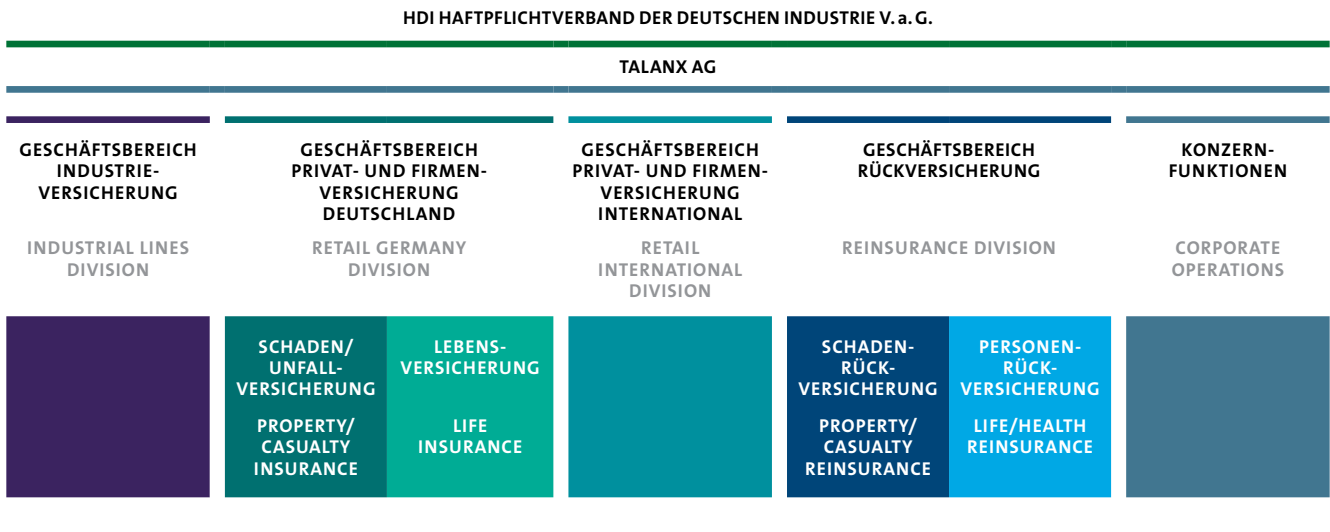 HDI HAFTPFLICHTVERBAND DER DEUTSCHEN INDUSTRIE V. a. G.
TALANX AG
GESCHÄFTSBEREICH
INDUSTRIE-
VERSICHERUNG
INDUSTRIAL LINES
DIVISION
GESCHÄFTSBEREICH
PRIVAT- UND FIRMEN-
VERSICHERUNG
DEUTSCHLAND
RETAIL GERMANY
DIVISION
SCHADEN/
UNFALL-
VERSICHERUNG
PROPERTY/
CASUALTY
INSURANCE
LEBENS-
VERSICHERUNG
LIFE
INSURANCE
GESCHÄFTSBEREICH
PRIVAT- UND FIRMEN-
VERSICHERUNG
INTERNATIONAL
RETAIL
INTERNATIONAL
DIVISION
GESCHÄFTSBEREICH
RÜCKVERSICHERUNG
REINSURANCE DIVISION
SCHADEN-
RÜCK-
VERSICHERUNG
PROPERTY/
CASUALTY
REINSURANCE
PERSONEN-
RÜCK-
VERSICHERUNG
LIFE/HEALTH
REINSURANCE
KONZERN-
FUNKTIONEN
CORPORATE
OPERATIONS